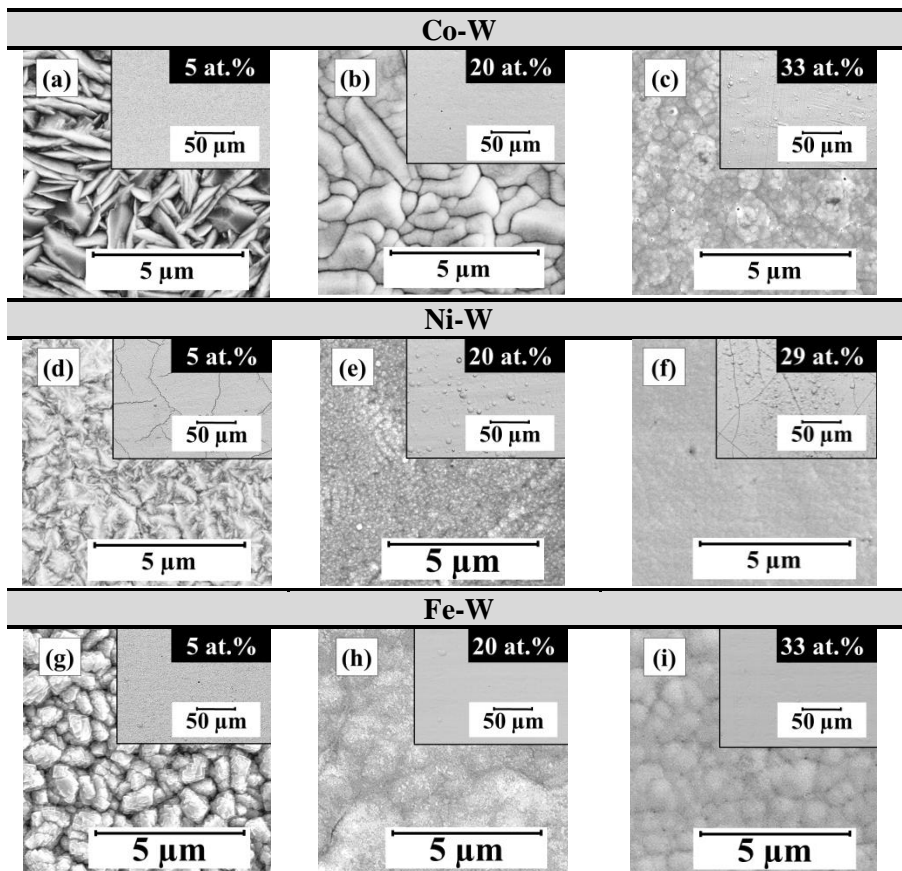 Co-W
(a) 5 at.% (b) 20 at.% (c) 33 at.%
50 µm 50 µm 50 µm
5 µm 5 µm 5 µm
Ni-W
(d) 5 at.% (e) 20 at.% (f) 29 at.%
50 µm 50 µm 50 µm
5 µm 5 µm 5 µm
Fe-W
(g) 5 at.% (h) 20 at.% (i) 33 at.%
50 µm 50 µm 50 µm
5 µm 5 µm 5 µm